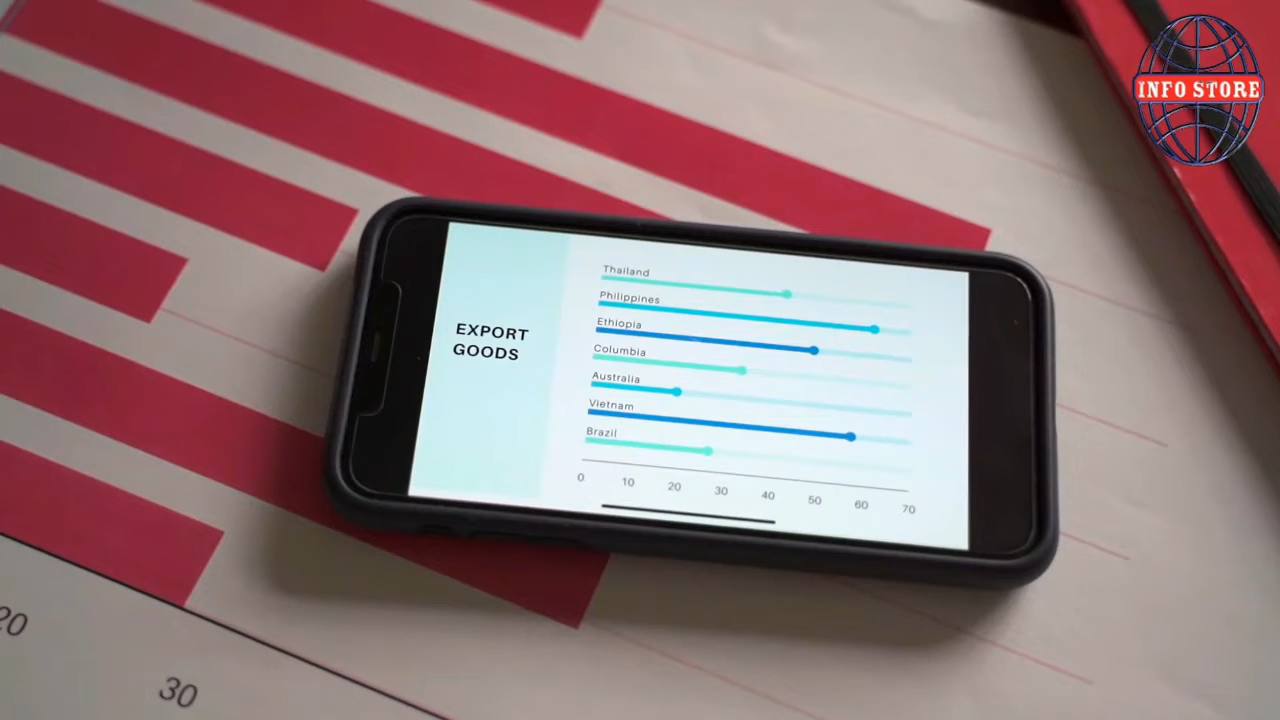 INFO STORE
EXPORT
GOODS
Thailand
Philippines
Ethiopia
Columbia
Australia
Vietnam
Brazil
0 10 20 30 40 50 60 70
20
30